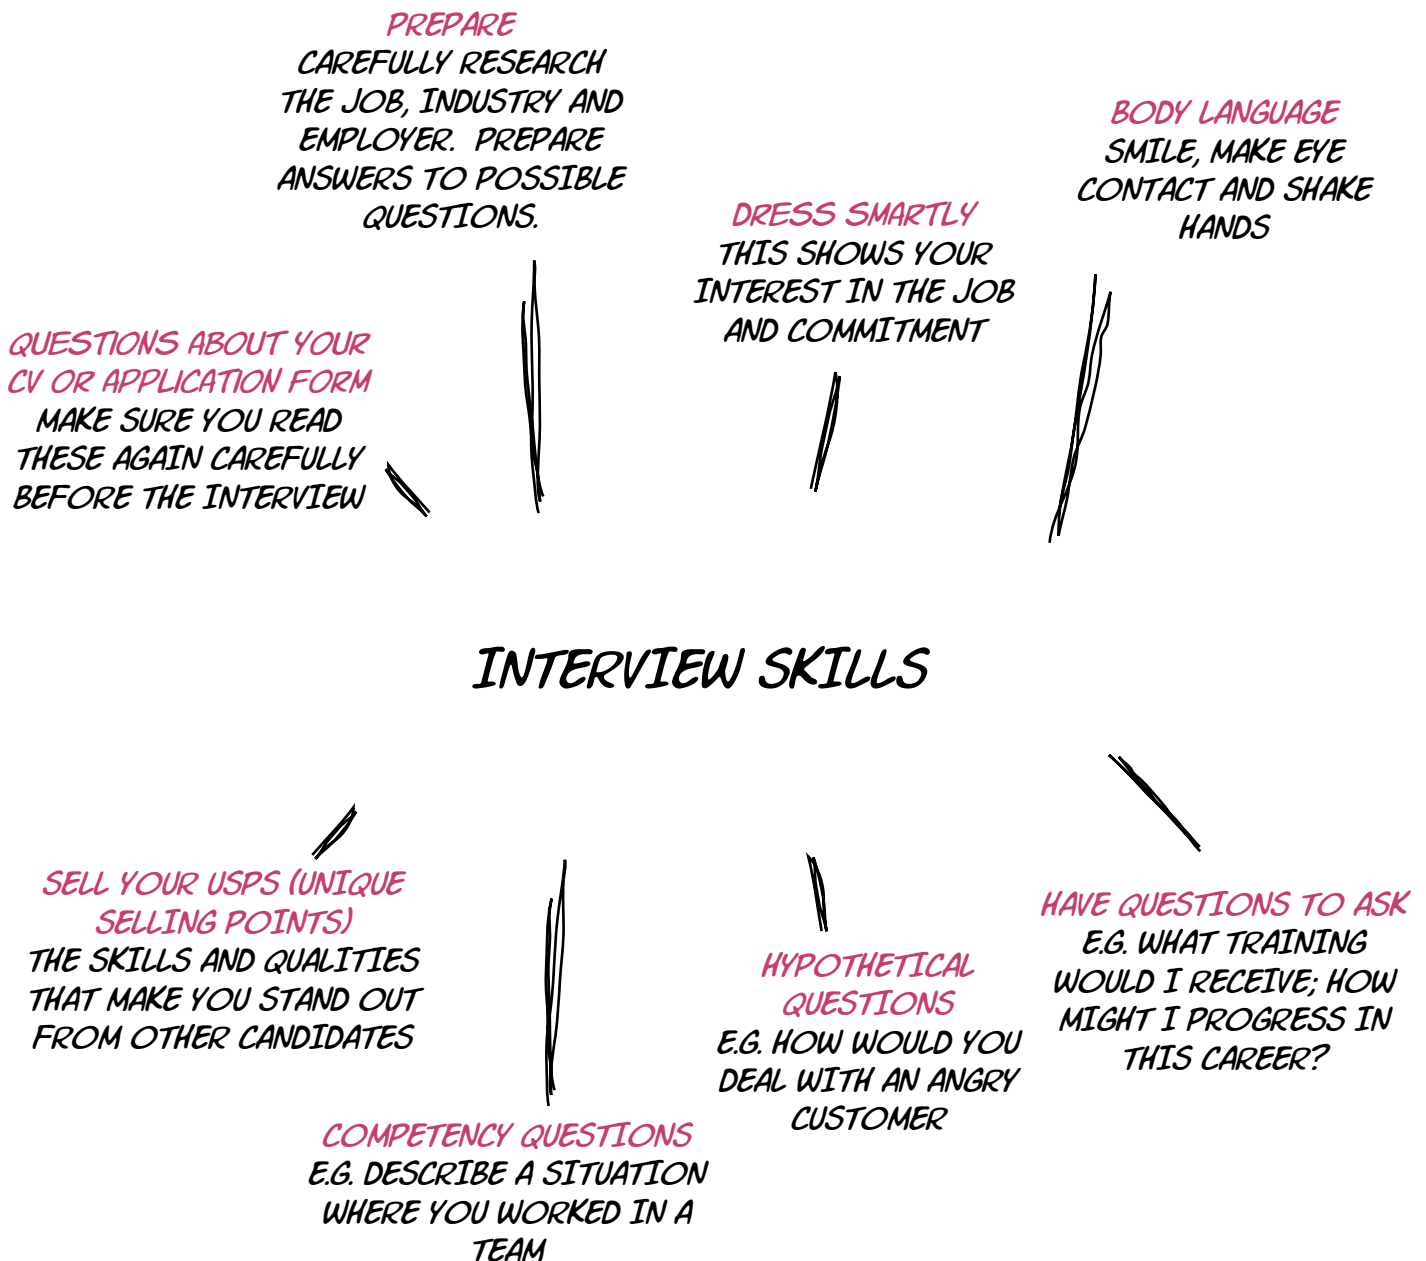 PREPARE
CAREFULLY RESEARCH
THE JOB, INDUSTRY AND
EMPLOYER. PREPARE
ANSWERS TO POSSIBLE
QUESTIONS.
BODY LANGUAGE
SMILE, MAKE EYE
CONTACT AND SHAKE
HANDS
DRESS SMARTLY
THIS SHOWS YOUR
INTEREST IN THE JOB
AND COMMITMENT
QUESTIONS ABOUT YOUR
CV OR APPLICATION FORM
MAKE SURE YOU READ
THESE AGAIN CAREFULLY
BEFORE THE INTERVIEW
INTERVIEW SKILLS
SELL YOUR USPS (UNIQUE
SELLING POINTS)
THE SKILLS AND QUALITIES
THAT MAKE YOU STAND OUT
FROM OTHER CANDIDATES
COMPETENCY QUESTIONS
E.G. DESCRIBE A SITUATION
WHERE YOU WORKED IN A
TEAM
HYPOTHETICAL
QUESTIONS
E.G. HOW WOULD YOU
DEAL WITH AN ANGRY
CUSTOMER
HAVE QUESTIONS TO ASK
E.G. WHAT TRAINING
WOULD I RECEIVE; HOW
MIGHT I PROGRESS IN
THIS CAREER?